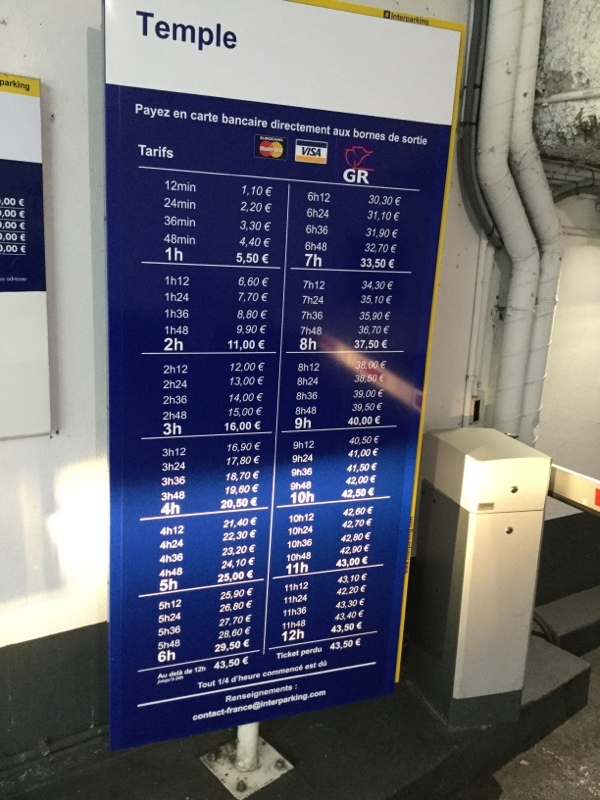 Interparking
Temple
Payez en carte bancaire directement aux bornes de sortie
Tarifs
MasterCard
VISA
GR
12min 1,10 €
24min 2,20 €
36min 3,30 €
48min 4,40 €
1h 5,50 €
1h12 6,60 €
1h24 7,70 €
1h36 8,80 €
1h48 9,90 €
2h 11,00 €
2h12 12,00 €
2h24 13,00 €
2h36 14,00 €
2h48 15,00 €
3h 16,00 €
3h12 16,90 €
3h24 17,80 €
3h36 18,70 €
3h48 19,60 €
4h 20,50 €
4h12 21,40 €
4h24 22,30 €
4h36 23,20 €
4h48 24,10 €
5h 25,00 €
5h12 25,90 €
5h24 26,80 €
5h36 27,70 €
5h48 28,60 €
6h 29,50 €
Au delà de 12h 43,50 €
6h12 30,30 €
6h24 31,10 €
6h36 31,90 €
6h48 32,70 €
7h 33,50 €
7h12 34,30 €
7h24 35,10 €
7h36 35,90 €
7h48 36,70 €
8h 37,50 €
8h12 38,00 €
8h24 38,50 €
8h36 39,00 €
8h48 39,50 €
9h 40,00 €
9h12 40,50 €
9h24 41,00 €
9h36 41,50 €
9h48 42,00 €
10h 42,50 €
10h12 42,60 €
10h24 42,70 €
10h36 42,80 €
10h48 42,90 €
11h 43,00 €
11h12 43,10 €
11h24 42,20 €
11h36 43,30 €
11h48 43,40 €
12h 43,50 €
Ticket perdu 43,50 €
Tout 1/4 d'heure commencé est dû
Renseignements :
contact-france@interparking.com
parking
,00 €
,00 €
,00 €
,00 €
,00 €
adresser